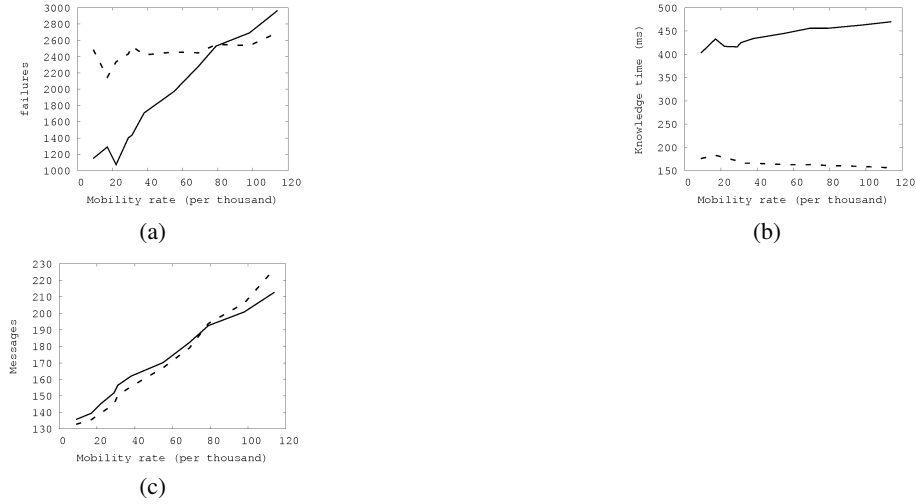 3000
2800
2600
2400
2200
2000
1800
1600
1400
1200
1000
failures
0 20 40 60 80 100 120
Mobility rate (per thousand)
(a)
500
450
400
350
300
250
200
150
Knowledge time (ms)
0 20 40 60 80 100 120
Mobility rate (per thousand)
(b)
230
220
210
200
190
180
170
160
150
140
130
Messages
0 20 40 60 80 100 120
Mobility rate (per thousand)
(c)